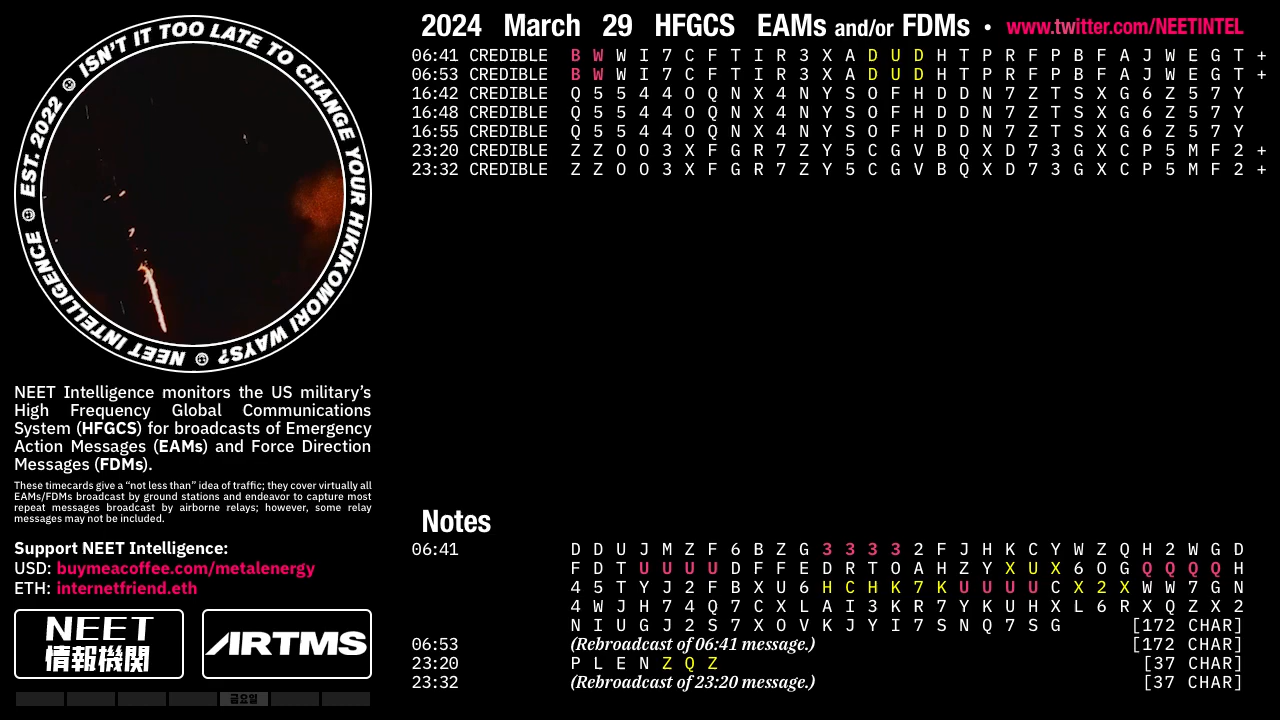 ISN'T IT TOO LATE TO CHANGE YOUR HIKIKOMORI WAYS?
NEET INTELLIGENCE
EST. 2022
NEET Intelligence monitors the US military's
High Frequency Global Communications
System (HFGCS) for broadcasts of Emergency
Action Messages (EAMs) and Force Direction
Messages (FDMs).
These timecards give a “not less than” idea of traffic; they cover virtually all
EAMs/FDMs broadcast by ground stations and endeavor to capture most
repeat messages broadcast by airborne relays; however, some relay
messages may not be included.
Support NEET Intelligence:
USD: buymeacoffee.com/metalenergy
ETH: internetfriend.eth
NEET
情報機関
ARTMS
금요일
2024 March 29 HFGCS EAMs and/or FDMs • www.twitter.com/NEETINTEL
06:41 CREDIBLE B W W I 7 C F T I R 3 X A D U D H T P R F P B F A J W E G T +
06:53 CREDIBLE B W W I 7 C F T I R 3 X A D U D H T P R F P B F A J W E G T +
16:42 CREDIBLE Q 5 5 4 4 O Q N X 4 N Y S O F H D D N 7 Z T S X G 6 Z 5 7 Y
16:48 CREDIBLE Q 5 5 4 4 O Q N X 4 N Y S O F H D D N 7 Z T S X G 6 Z 5 7 Y
16:55 CREDIBLE Q 5 5 4 4 O Q N X 4 N Y S O F H D D N 7 Z T S X G 6 Z 5 7 Y
23:20 CREDIBLE Z Z O O 3 X F G R 7 Z Y 5 C G V B Q X D 7 3 G X C P 5 M F 2 +
23:32 CREDIBLE Z Z O O 3 X F G R 7 Z Y 5 C G V B Q X D 7 3 G X C P 5 M F 2 +
Notes
06:41 D D U J M Z F 6 B Z G 3 3 3 3 2 F J H K C Y W Z Q H 2 W G D
F D T U U U U D F F E D R T O A H Z Y X U X 6 O G Q Q Q Q H
4 5 T Y J 2 F B X U 6 H C H K 7 K U U U U C X 2 X W W 7 G N
4 W J H 7 4 Q 7 C X L A I 3 K R 7 Y K U H X L 6 R X Q Z X 2
N I U G J 2 S 7 X O V K J Y I 7 S N Q 7 S G [172 CHAR]
06:53 (Rebroadcast of 06:41 message.) [172 CHAR]
23:20 P L E N Z Q Z [37 CHAR]
23:32 (Rebroadcast of 23:20 message.) [37 CHAR]